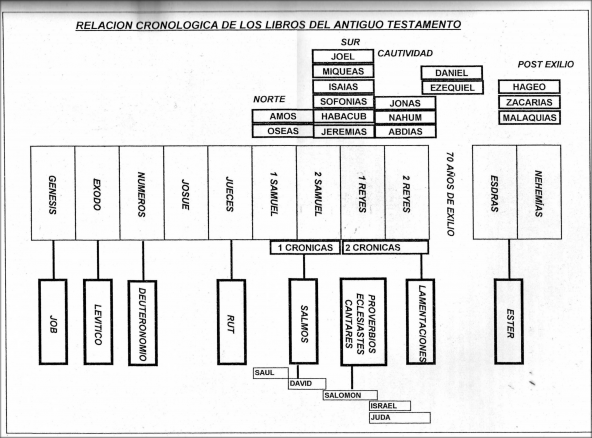 RELACION CRONOLOGICA DE LOS LIBROS DEL ANTIGUO TESTAMENTO
SUR
CAUTIVIDAD
POST EXILIO
NORTE
JOEL
MIQUEAS
ISAIAS
SOFONIAS
HABACUB
JEREMIAS
AMOS
OSEAS
JONAS
NAHUM
ABDIAS
DANIEL
EZEQUIEL
HAGEO
ZACARIAS
MALAQUIAS
GENESIS
EXODO
NUMEROS
JOSUE
JUECES
1 SAMUEL
2 SAMUEL
1 REYES
2 REYES
70 AÑOS DE EXILIO
ESDRAS
NEHEMÍAS
1 CRONICAS
2 CRONICAS
JOB
LEVITICO
DEUTERONOMIO
RUT
SALMOS
PROVERBIOS
ECLESIASTES
CANTARES
LAMENTACIONES
ESTER
SAUL
DAVID
SALOMON
ISRAEL
JUDA